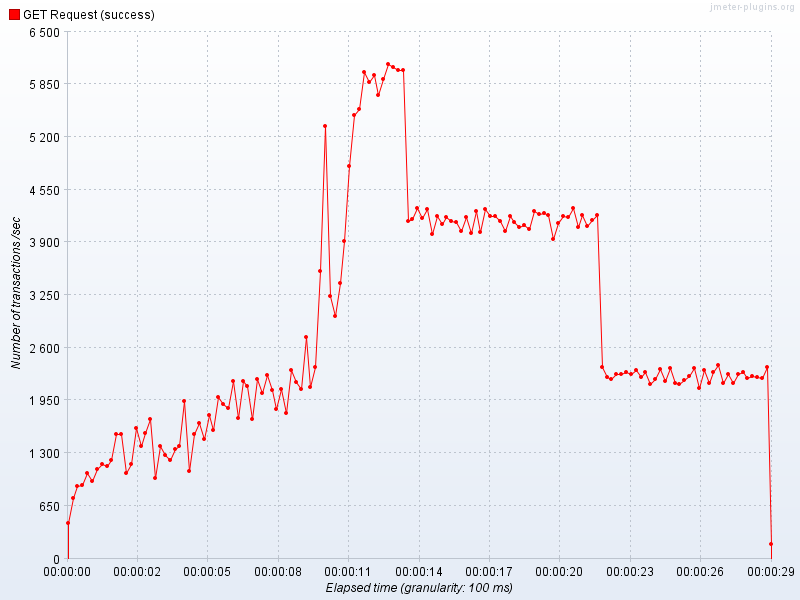 jmeter-plugins.org
GET Request (success)
6 500
5 850
5 200
4 550
3 900
3 250
2 600
1 950
1 300
650
0
Number of transactions /sec
00:00:00 00:00:02 00:00:05 00:00:08 00:00:11 00:00:14 00:00:17 00:00:20 00:00:23 00:00:26 00:00:29
Elapsed time (granularity: 100 ms)